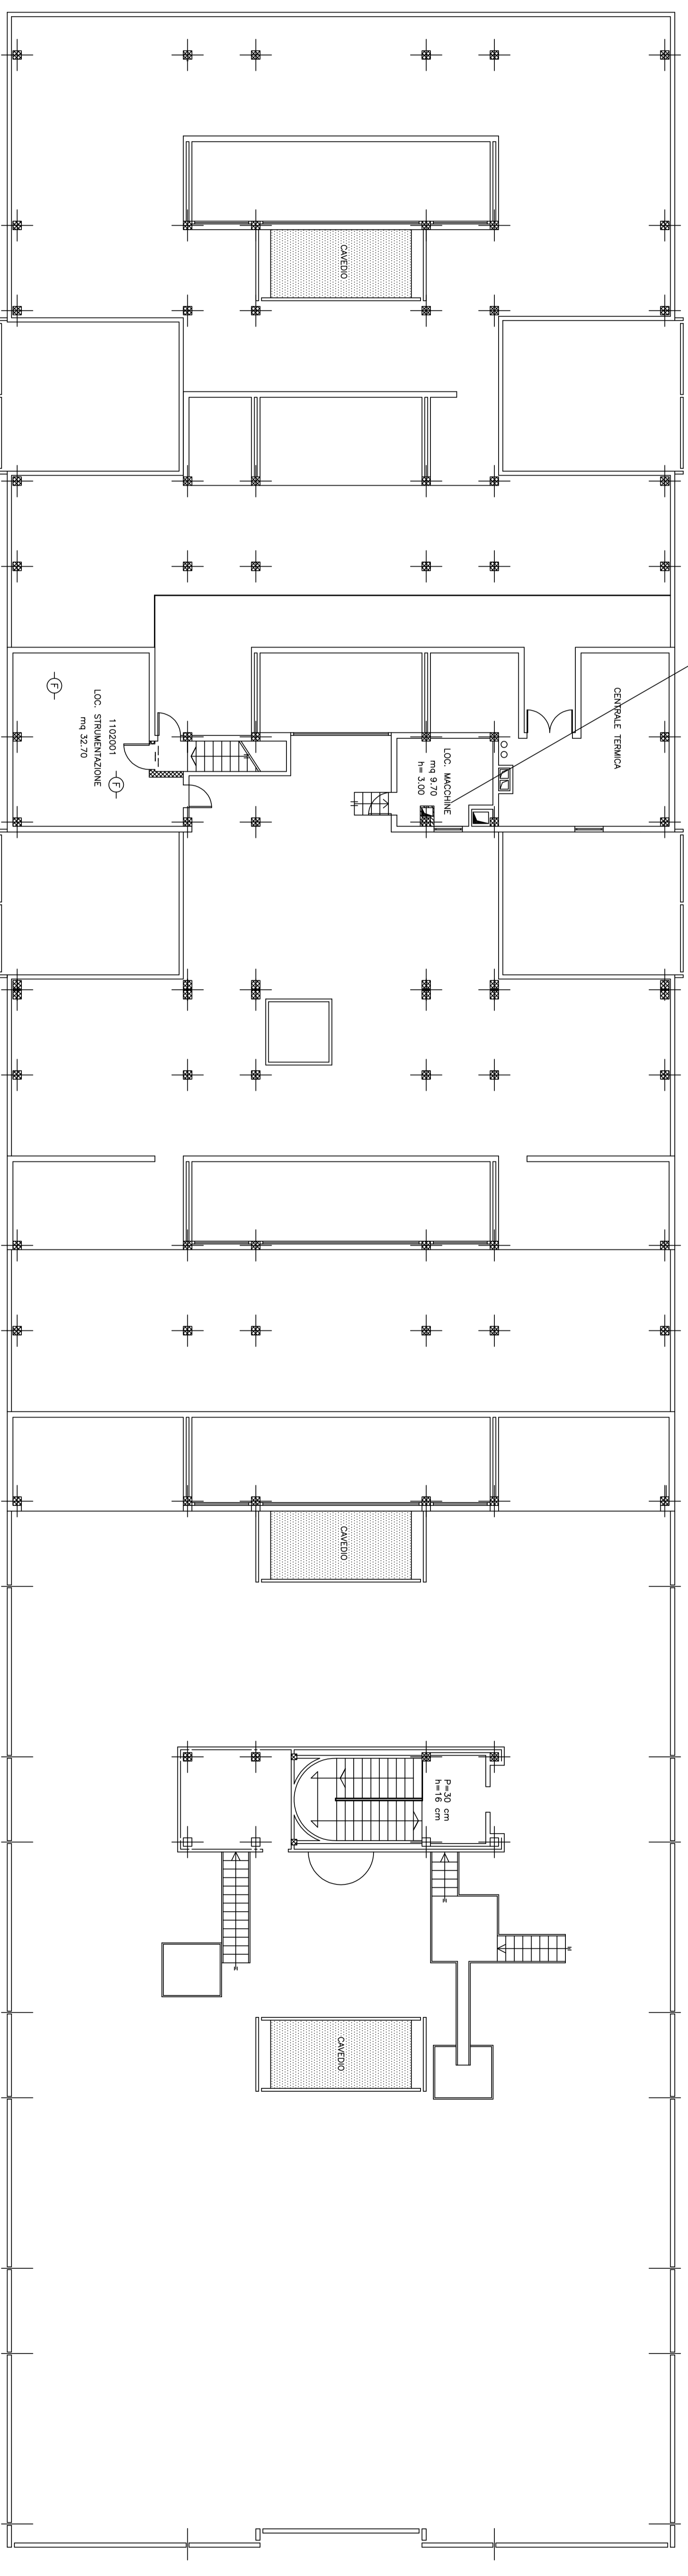 CAVEDIO
CENTRALE TERMICA
F
1102001
LOC. STRUMENTAZIONE
mq 32.70
F
LOC. MACCHINE
mq 9.70
h= 3.00
CAVEDIO
P=30 cm
h=16 cm
CAVEDIO